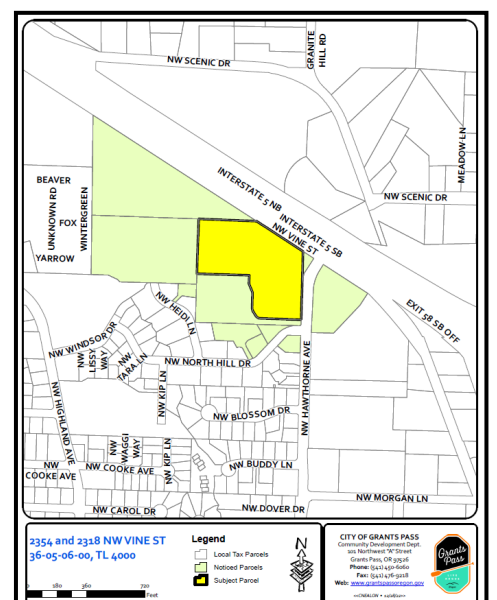 GRANITE
HILL RD
NW SCENIC DR
MEADOW LN
BEAVER
UNKNOWN RD
FOX
WINTERGREEN
YARROW
INTERSTATE 5 NB
INTERSTATE 5 SB
NW VINE ST
NW SCENIC DR
NW HEIDI LN
EXIT 58 SB OFF
NW WINDSOR DR
NW
LISSY
WAY
NW
TARA LN
NW NORTH HILL DR
NW HAWTHORNE AVE
NW KIP LN
NW HIGHLAND AVE
NW BLOSSOM DR
NW
WAGGI
WAY
NW KIP LN
NW
COOKE AVE
NW COOKE AVE
NW BUDDY LN
NW CAROL DR
NW DOVER DR
NW MORGAN LN
2354 and 2318 NW VINE ST
36-05-06-00, TL 4000
0 180 360 720
Feet
Legend
Local Tax Parcels
Noticed Parcels
Subject Parcel
N
CITY OF GRANTS PASS
Community Development Dept.
101 Northwest "A" Street
Grants Pass, OR 97526
Phone: (541) 450-6060
Fax: (541) 476-9218
Web: www.grantspassoregon.gov
Grants
Pass